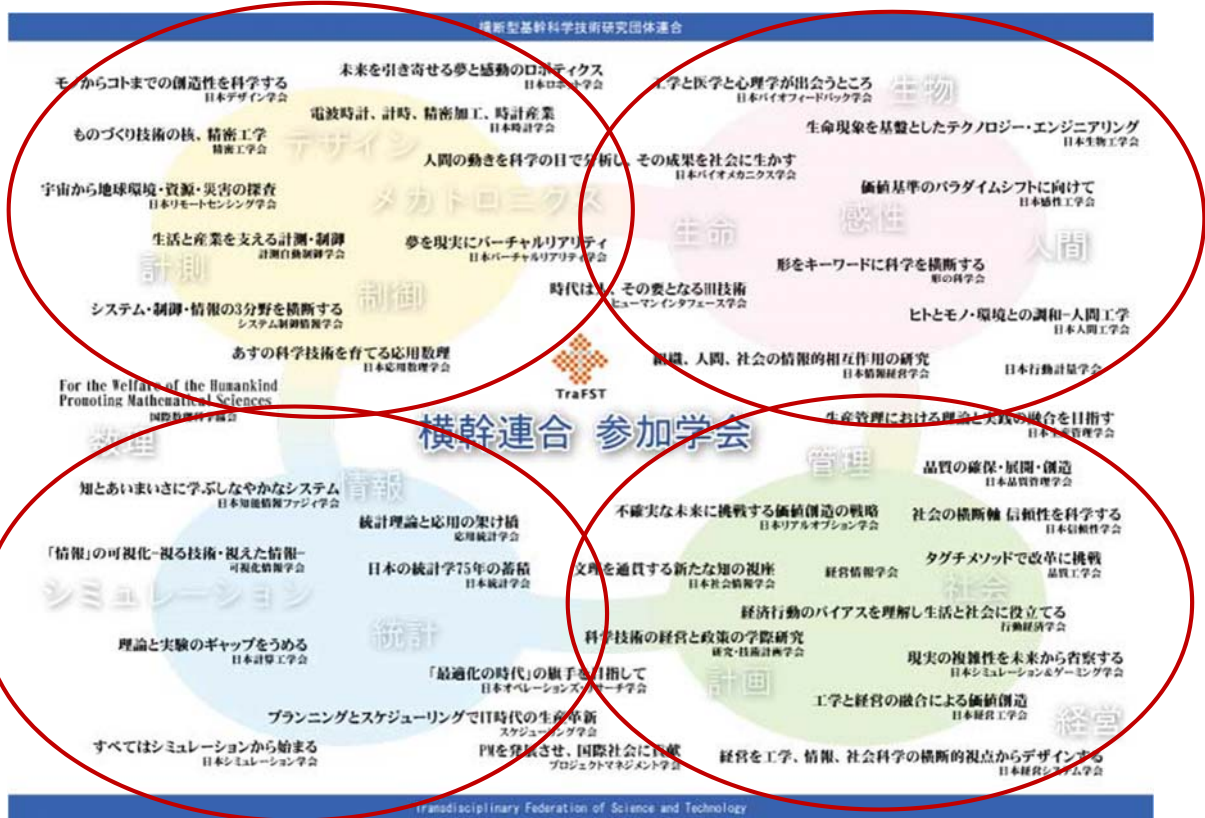 横断型基幹科学技術研究団体連合
モノからコトまでの創造性を科学する
日本デザイン学会
未来を引き寄せる夢と感動のロボティクス
日本ロボット学会
電波時計、計時、精密加工、時計産業
日本時計学会
ものづくり技術の核、精密工学
精密工学会
デザイン
人間の動きを科学の目で分析し、その成果を社会に生かす
日本バイオメカニクス学会
宇宙から地球環境・資源・災害の探査
日本リモートセンシング学会
メカトロニクス
生活と産業を支える計測・制御
計測自動制御学会
夢を現実にバーチャルリアリティ
日本バーチャルリアリティ学会
計測
制御
システム・制御・情報の3分野を横断する
システム制御情報学会
あすの科学技術を育てる応用数理
日本応用数理学会
For the Welfare of the Humankind
Promoting Mathematical Sciences
国際数理科学協会
数理
工学と医学と心理学が出会うところ
日本バイオフィードバック学会
生物
生命現象を基盤としたテクノロジー・エンジニアリング
日本生物工学会
価値基準のパラダイムシフトに向けて
日本感性工学会
生命
感性
人間
形をキーワードに科学を横断する
形の科学会
時代は人、その要となるHI技術
ヒューマンインタフェース学会
ヒトとモノ・環境との調和-人間工学
日本人間工学会
組織、人間、社会の情報的相互作用の研究
日本情報経営学会
日本行動計量学会
TraFST
横幹連合 参加学会
生産管理における理論と実践の融合を目指す
日本生産管理学会
管理
品質の確保・展開・創造
日本品質管理学会
知とあいまいさに学ぶしなやかなシステム
日本知能情報ファジィ学会
情報
統計理論と応用の架け橋
応用統計学会
「情報」の可視化-視る技術・視えた情報-
可視化情報学会
日本の統計学75年の蓄積
日本統計学会
シミュレーション
統計
理論と実験のギャップをうめる
日本計算工学会
「最適化の時代」の旗手を目指して
日本オペレーションズ・リサーチ学会
プランニングとスケジューリングでIT時代の生産革新
スケジューリング学会
すべてはシミュレーションから始まる
日本シミュレーション学会
PMを発展させ、国際社会に貢献
プロジェクトマネジメント学会
不確実な未来に挑戦する価値創造の戦略
日本リアルオプション学会
社会の横断軸 信頼性を科学する
日本信頼性学会
文理を通貫する新たな知の視座
日本社会情報学会
経営情報学会
タグチメソッドで改革に挑戦
品質工学会
社会
経済行動のバイアスを理解し生活と社会に役立てる
行動経済学会
科学技術の経営と政策の学際研究
研究・技術計画学会
現実の複雑性を未来から省察する
日本シミュレーション&ゲーミング学会
計画
工学と経営の融合による価値創造
日本経営工学会
経営
経営を工学、情報、社会科学の横断的視点からデザインする
日本経営システム学会
Transdisciplinary Federation of Science and Technology